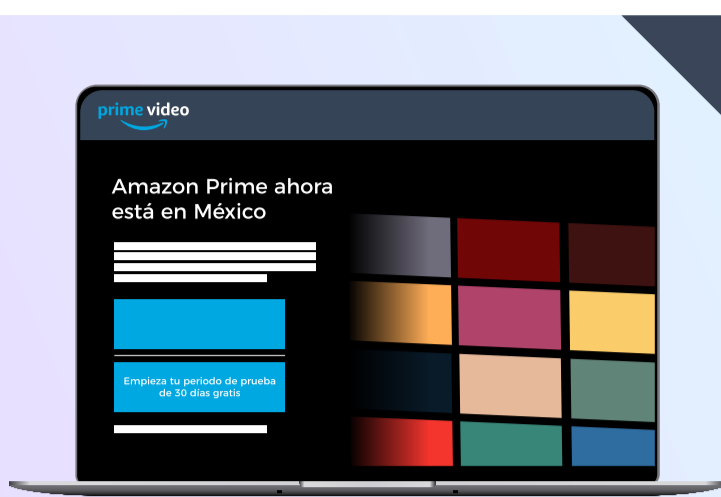 prime video
Amazon Prime ahora
está en México
Empieza tu periodo de prueba
de 30 días gratis